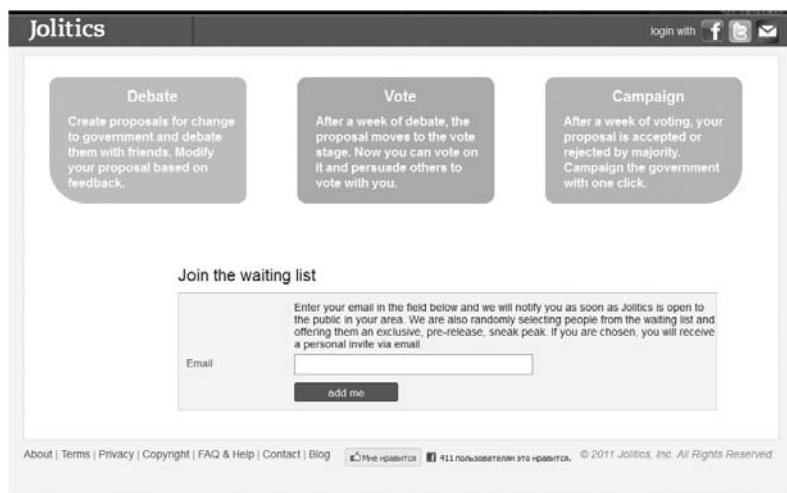 Jolitics
login with
Debate
Create proposals for change
to government and debate
them with friends. Modify
your proposal based on
feedback.
Vote
After a week of debate, the
proposal moves to the vote
stage. Now you can vote on
it and persuade others to
vote with you.
Campaign
After a week of voting, your
proposal is accepted or
rejected by majority.
Campaign the government
with one click.
Join the waiting list
Enter your email in the field below and we will notify you as soon as Jolitics is open to
the public in your area. We are also randomly selecting people from the waiting list and
offering them an exclusive, pre-release, sneak peak. If you are chosen, you will receive
a personal invite via email.
Email
add me
About | Terms | Privacy | Copyright | FAQ & Help | Contact | Blog
Мне нравится
411 пользователям это нравится.
© 2011 Jolitics, Inc. All Rights Reserved.